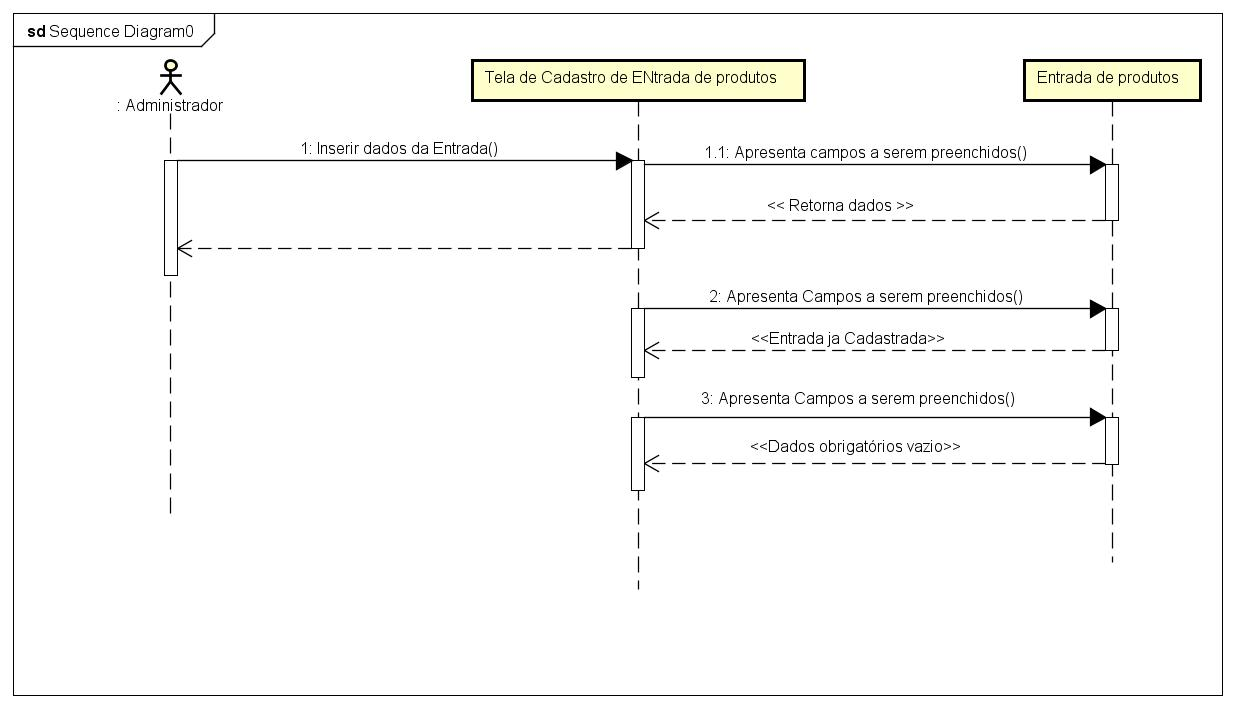 sd Sequence Diagram0
: Administrador
Tela de Cadastro de ENtrada de produtos
Entrada de produtos
1: Inserir dados da Entrada()
1.1: Apresenta campos a serem preenchidos()
<< Retorna dados >>
2: Apresenta Campos a serem preenchidos()
<<Entrada ja Cadastrada>>
3: Apresenta Campos a serem preenchidos()
<<Dados obrigatórios vazio>>